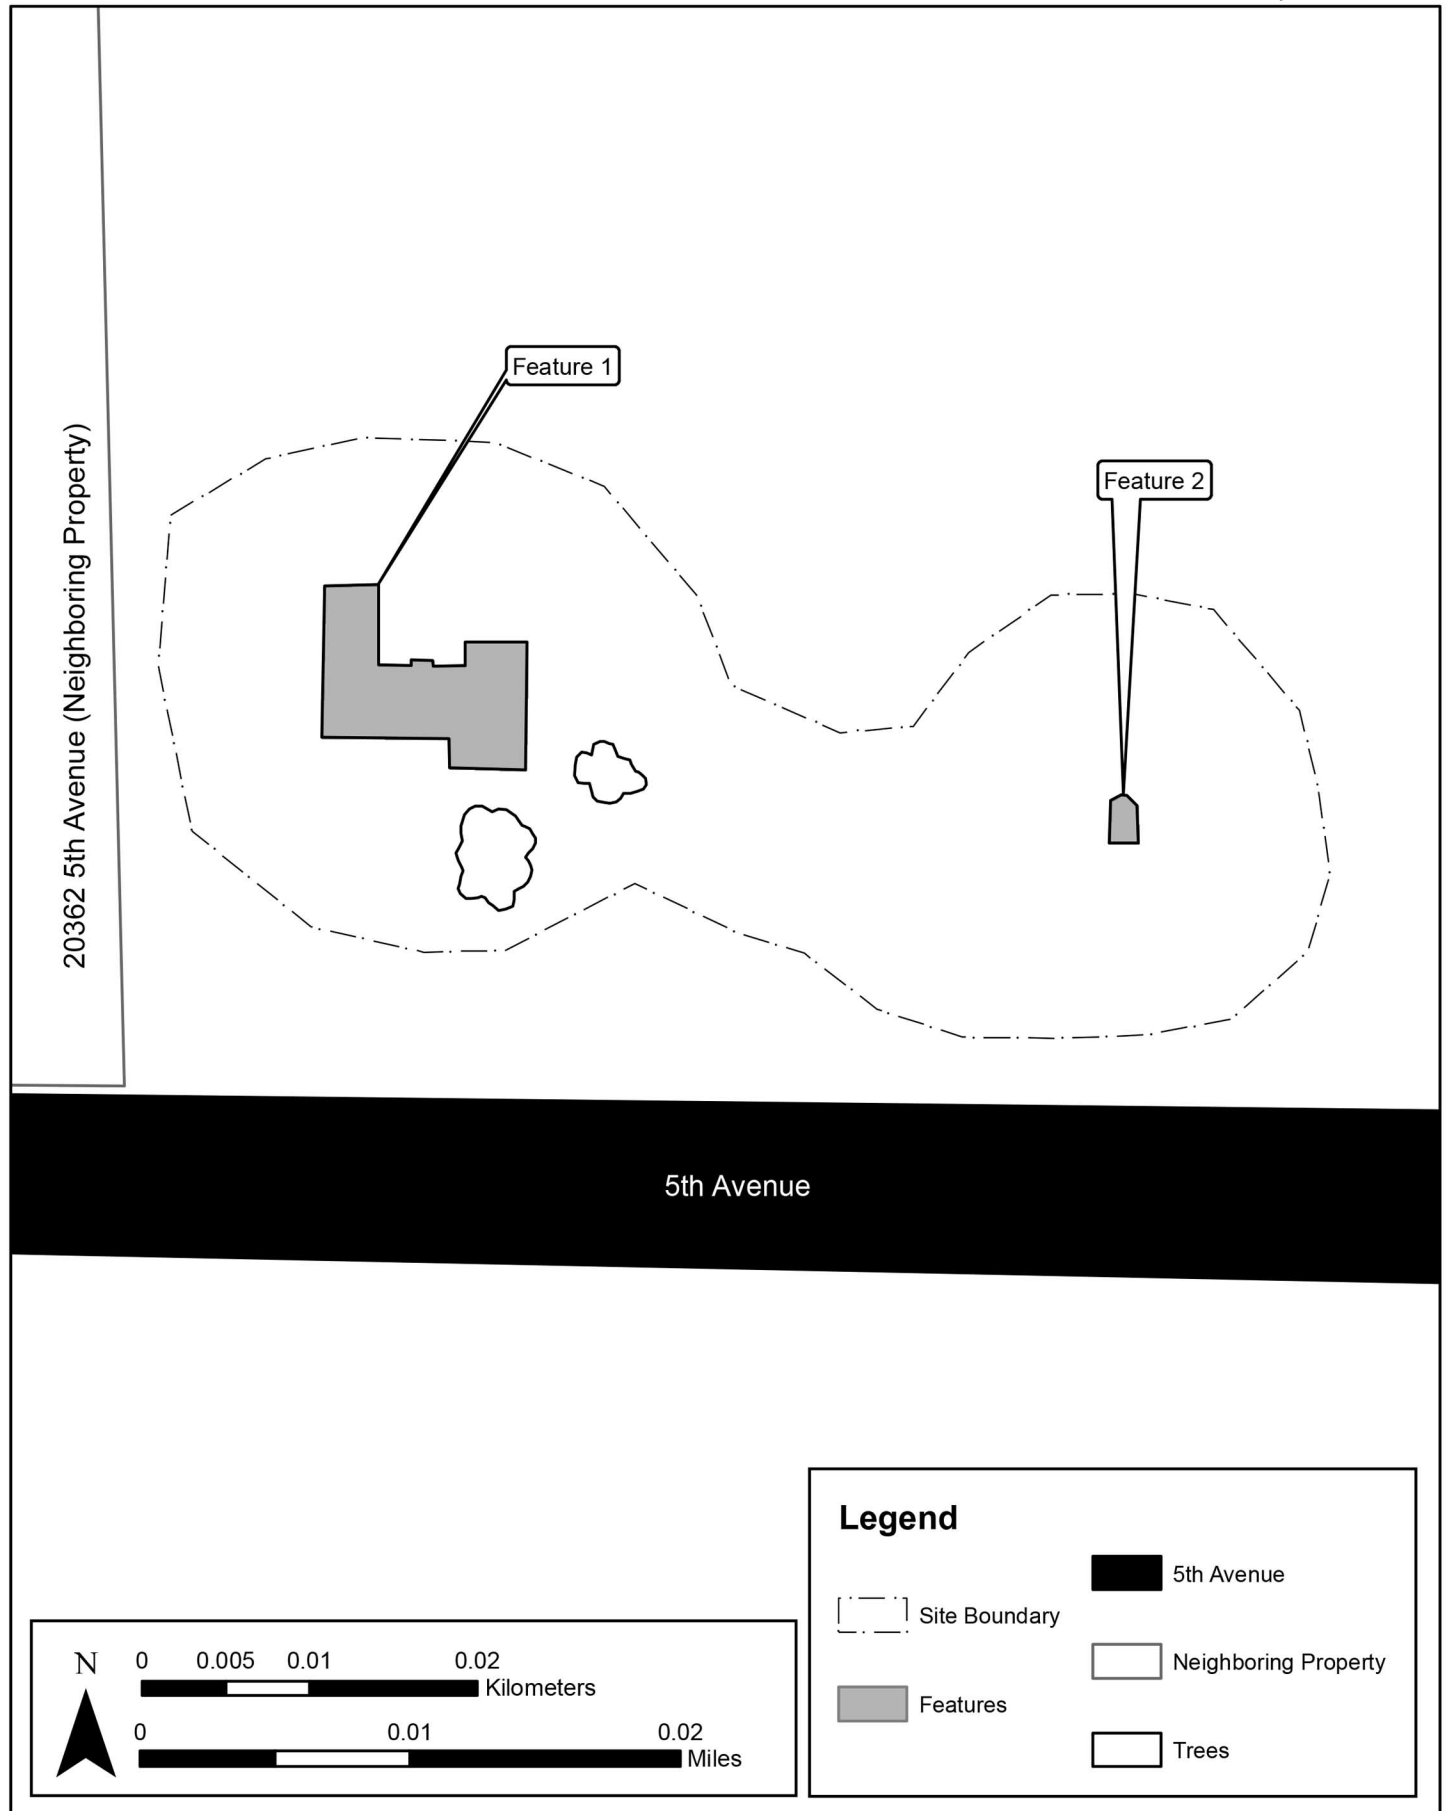 Feature 1
Feature 2
20362 5th Avenue (Neighboring Property)
5th Avenue
Legend
Site Boundary
Features
5th Avenue
Neighboring Property
Trees
N
0 0.005 0.01 0.02
Kilometers
0 0.01 0.02
Miles